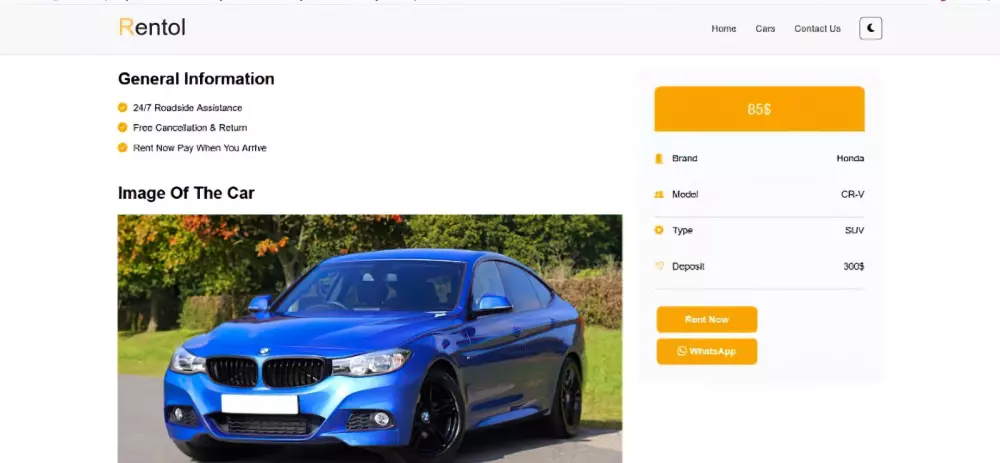 Rentol
Home Cars Contact Us
General Information
24/7 Roadside Assistance
Free Cancellation & Return
Rent Now Pay When You Arrive
Image Of The Car
85$
Brand Honda
Model CR-V
Type SUV
Deposit 300$
Rent Now
WhatsApp